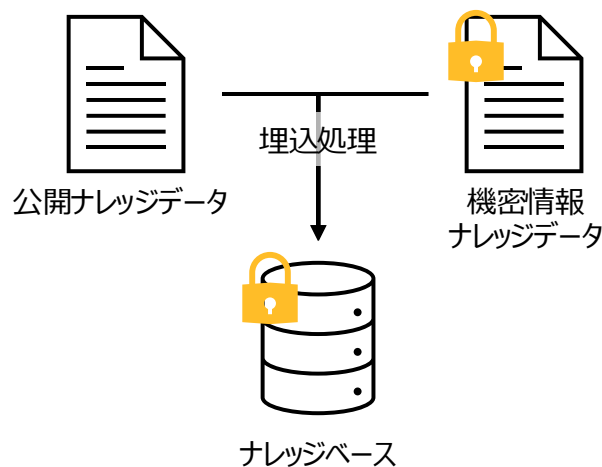 埋込処理
公開ナレッジデータ
機密情報
ナレッジデータ
ナレッジベース